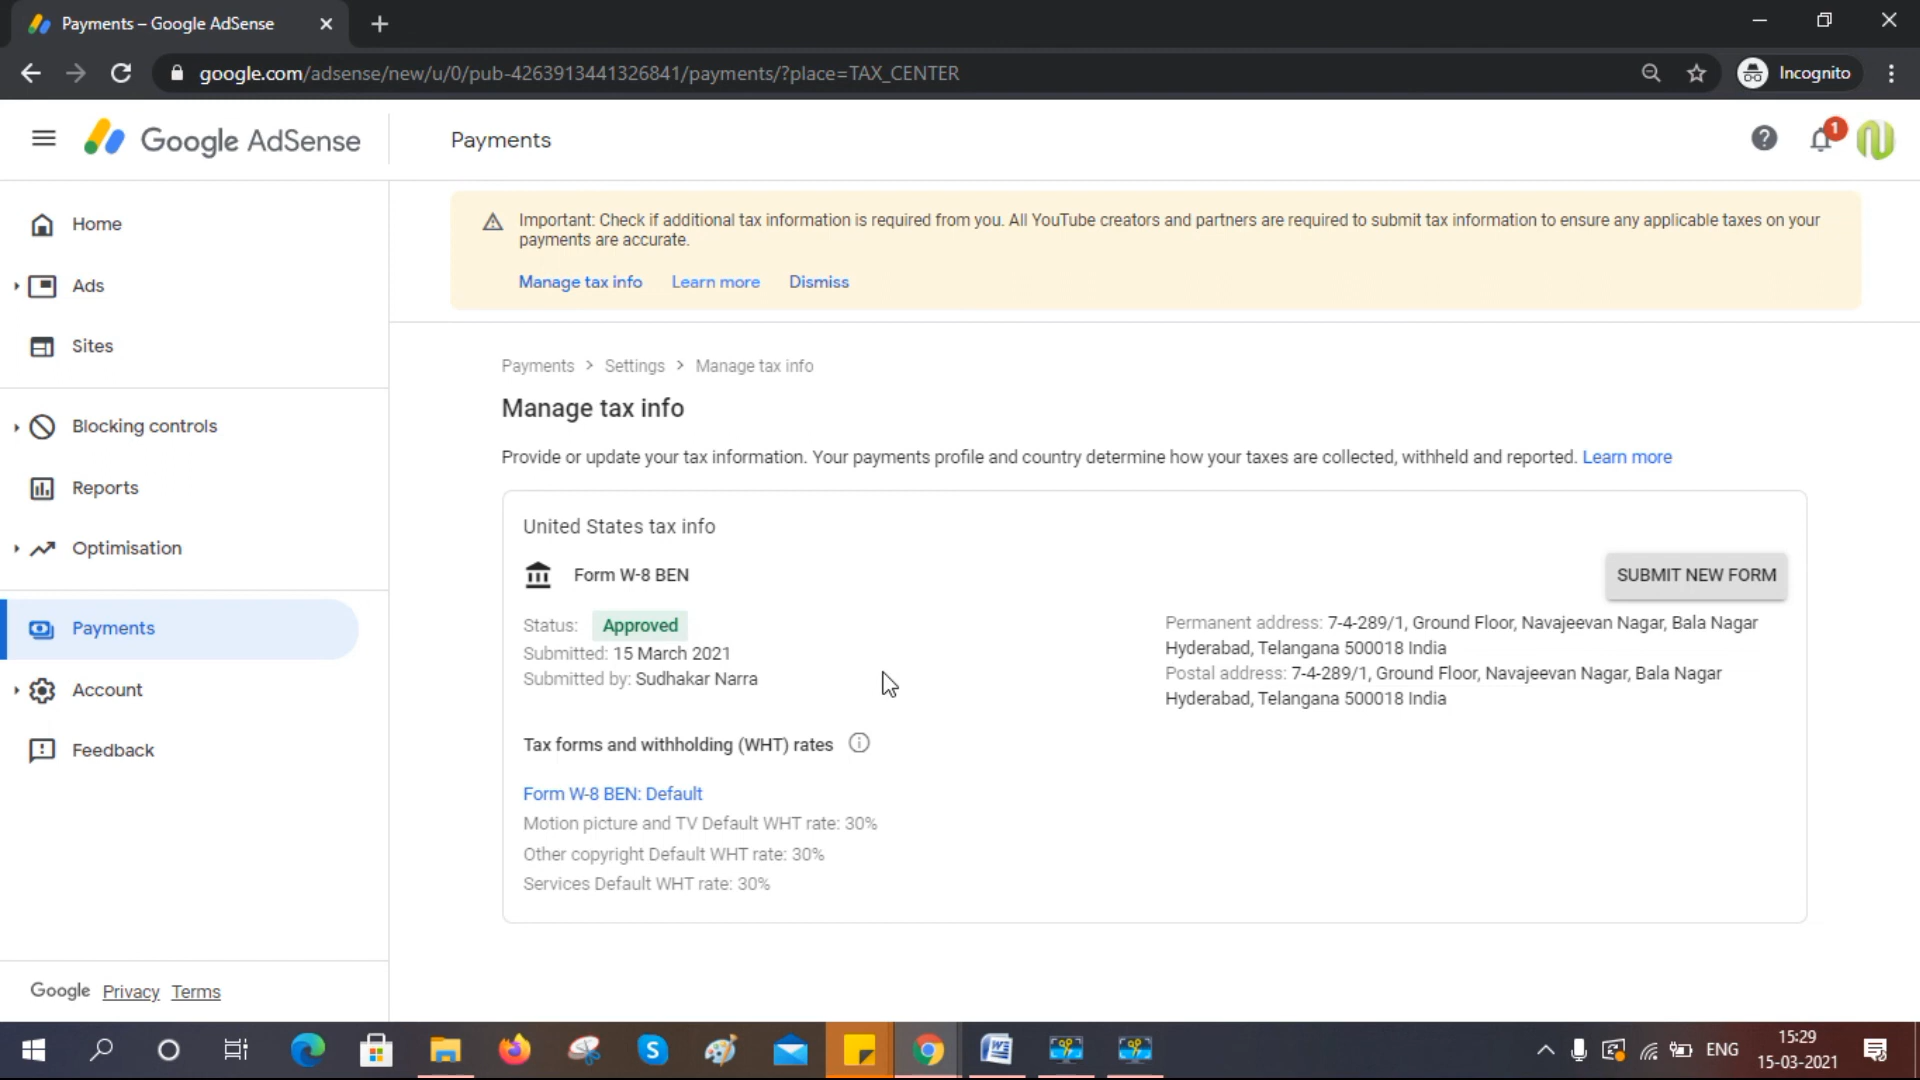 Payments – Google AdSense
google.com/adsense/new/u/0/pub-4263913441326841/payments/?place=TAX_CENTER
Incognito
Google AdSense
Payments
1
Home
Ads
Sites
Blocking controls
Reports
Optimisation
Payments
Account
Feedback
Google Privacy Terms
Important: Check if additional tax information is required from you. All YouTube creators and partners are required to submit tax information to ensure any applicable taxes on your
payments are accurate.
Manage tax info Learn more Dismiss
Payments > Settings > Manage tax info
Manage tax info
Provide or update your tax information. Your payments profile and country determine how your taxes are collected, withheld and reported. Learn more
United States tax info
Form W-8 BEN
SUBMIT NEW FORM
Status: Approved
Submitted: 15 March 2021
Submitted by: Sudhakar Narra
Permanent address: 7-4-289/1, Ground Floor, Navajeevan Nagar, Bala Nagar
Hyderabad, Telangana 500018 India
Postal address: 7-4-289/1, Ground Floor, Navajeevan Nagar, Bala Nagar
Hyderabad, Telangana 500018 India
Tax forms and withholding (WHT) rates
Form W-8 BEN: Default
Motion picture and TV Default WHT rate: 30%
Other copyright Default WHT rate: 30%
Services Default WHT rate: 30%
ENG
15:29
15-03-2021